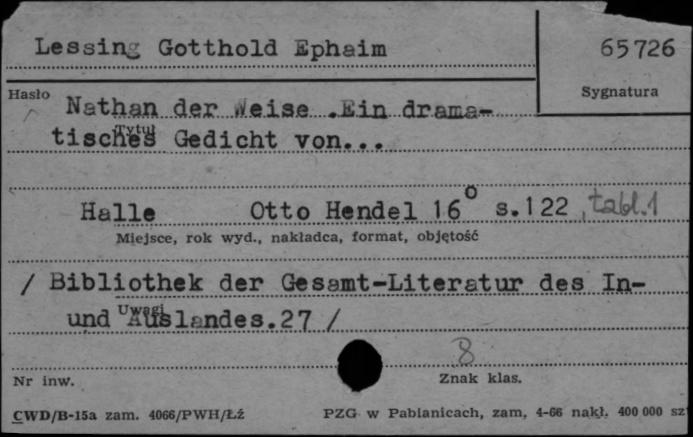 Lessing Gotthold Ephaim
65726
Hasło
Sygnatura
Nathan der Weise .Ein drama-
Tytuł
tisches Gedicht von...
Halle Otto Hendel 16° s.122 , tabl.1
Miejsce, rok wyd., nakładca, format, objętość
/ Bibliothek der Gesamt-Literatur des In-
Uwagi
und Auslandes.27 /
8
Nr inw.
Znak klas.
CWD/B-15a zam. 4066/PWH/Łź
PZG w Pabianicach, zam, 4-66 nakł. 400 000 sz